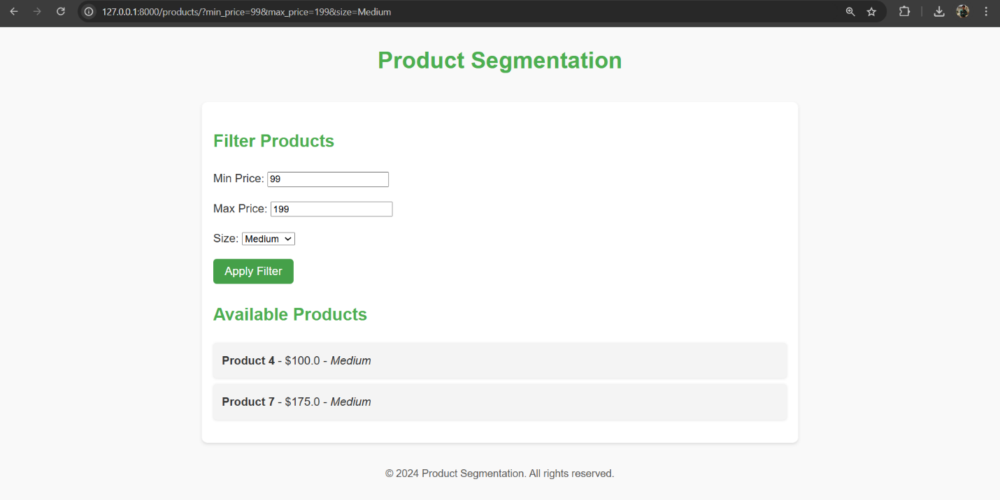 127.0.0.1:8000/products/?min_price=99&max_price=199&size=Medium
Product Segmentation
Filter Products
Min Price: 99
Max Price: 199
Size: Medium
Apply Filter
Available Products
Product 4 - $100.0 - Medium
Product 7 - $175.0 - Medium
© 2024 Product Segmentation. All rights reserved.